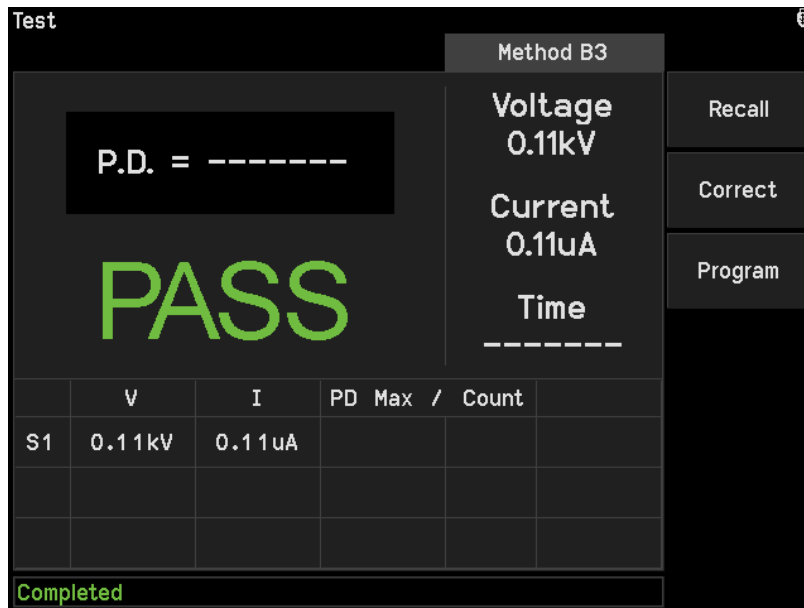 Test
Method B3
P.D. = -------
PASS
Voltage
0.11kV
Current
0.11uA
Time
-------
Recall
Correct
Program
V I PD Max / Count
S1 0.11kV 0.11uA
Completed